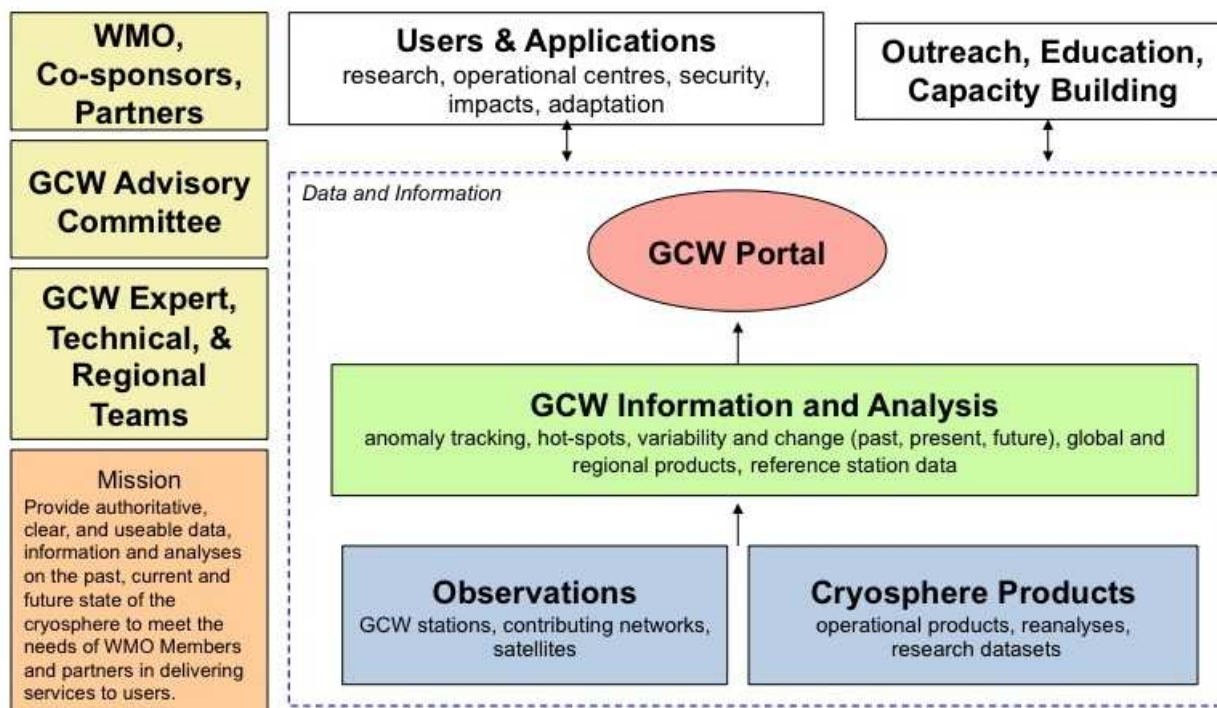 WMO,
Co-sponsors,
Partners
GCW Advisory
Committee
GCW Expert,
Technical, &
Regional
Teams
Mission
Provide authoritative,
clear, and useable data,
information and analyses
on the past, current and
future state of the
cryosphere to meet the
needs of WMO Members
and partners in delivering
services to users.
Users & Applications
research, operational centres, security,
impacts, adaptation
Outreach, Education,
Capacity Building
Data and Information
GCW Portal
GCW Information and Analysis
anomaly tracking, hot-spots, variability and change (past, present, future), global and
regional products, reference station data
Observations
GCW stations, contributing networks,
satellites
Cryosphere Products
operational products, reanalyses,
research datasets